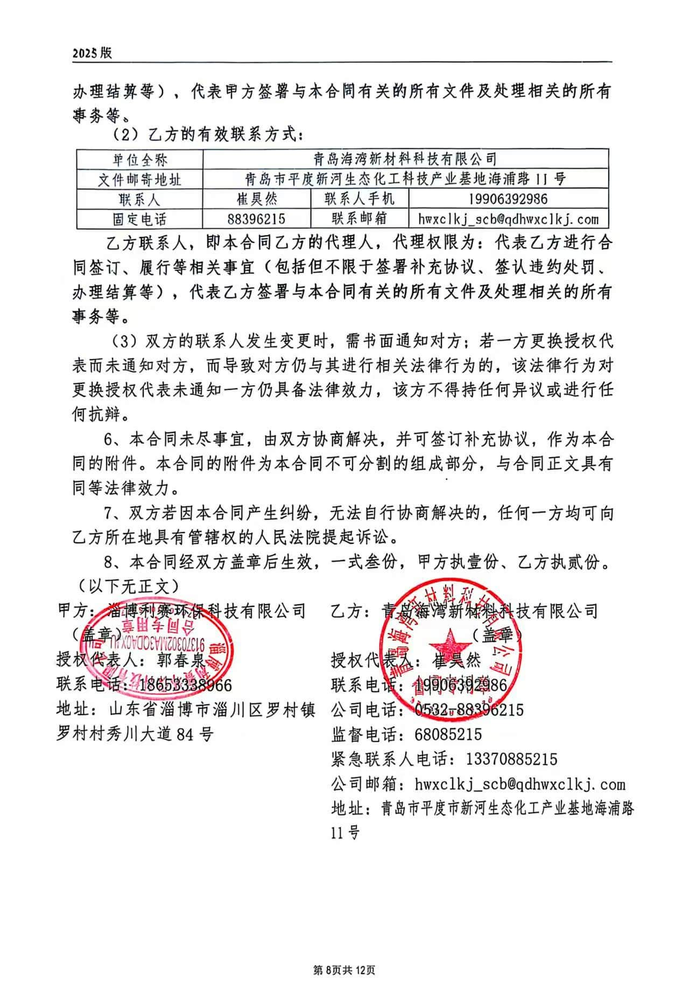 2025版
办理结算等），代表甲方签署与本合同有关的所有文件及处理相关的所有
事务等。
（2）乙方的有效联系方式：
单位全称 青岛海湾新材料科技有限公司
文件邮寄地址 青岛市平度新河生态化工科技产业基地海浦路11号
联系人 崔昊然 联系人手机 19906392986
固定电话 88396215 联系邮箱 hwxclkj_scb@qdhwxclkj.com
乙方联系人，即本合同乙方的代理人，代理权限为：代表乙方进行合
同签订、履行等相关事宜（包括但不限于签署补充协议、签认违约处罚、
办理结算等），代表乙方签署与本合同有关的所有文件及处理相关的所有
事务等。
（3）双方的联系人发生变更时，需书面通知对方；若一方更换授权代
表而未通知对方，而导致对方仍与其进行相关法律行为的，该法律行为对
更换授权代表未通知一方仍具备法律效力，该方不得持任何异议或进行任
何抗辩。
6、本合同未尽事宜，由双方协商解决，并可签订补充协议，作为本合
同的附件。本合同的附件为本合同不可分割的组成部分，与合同正文具有
同等法律效力。
7、双方若因本合同产生纠纷，无法自行协商解决的，任何一方均可向
乙方所在地具有管辖权的人民法院提起诉讼。
8、本合同经双方盖章后生效，一式叁份，甲方执壹份、乙方执贰份。
（以下无正文）
甲方：淄博利赛环保科技有限公司
（盖章）
授权代表人：郭春泉
联系电话：18653338966
地址：山东省淄博市淄川区罗村镇
罗村村秀川大道84号
合同专用章
乙方：青岛海湾新材料科技有限公司
（盖章）
授权代表人：崔昊然
联系电话：19906392986
公司电话：0532-88396215
监督电话：68085215
紧急联系人电话：13370885215
公司邮箱：hwxclkj_scb@qdhwxclkj.com
地址：青岛市平度市新河生态化工产业基地海浦路
11号
青岛海湾新材料科技有限公司
第8页共12页